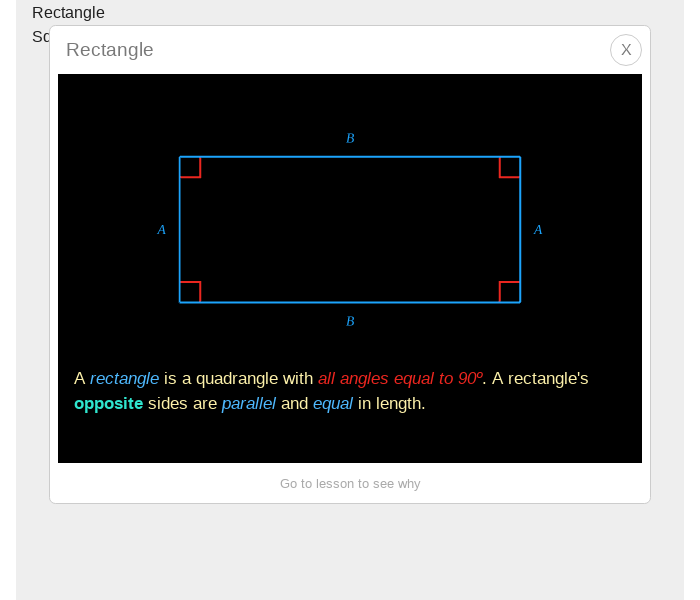 Rectangle
Rectangle
X
B
A
A
B
A rectangle is a quadrangle with all angles equal to 90º. A rectangle's
opposite sides are parallel and equal in length.
Go to lesson to see why